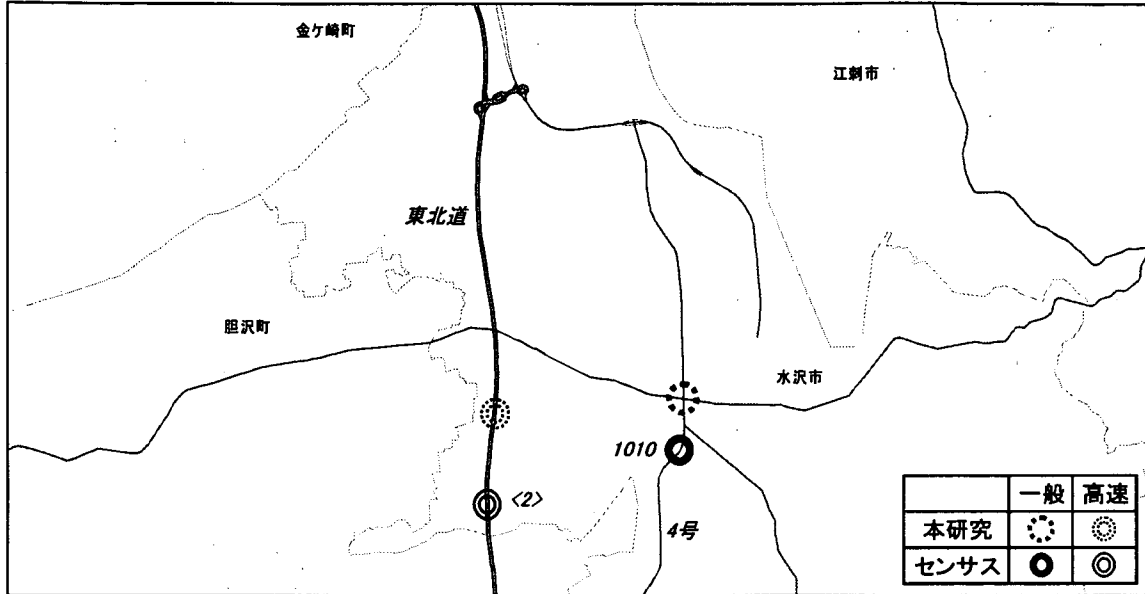 金ケ崎町
江刺市
東北道
胆沢町
水沢市
1010
<2>
4号
一般 高速
本研究
センサス